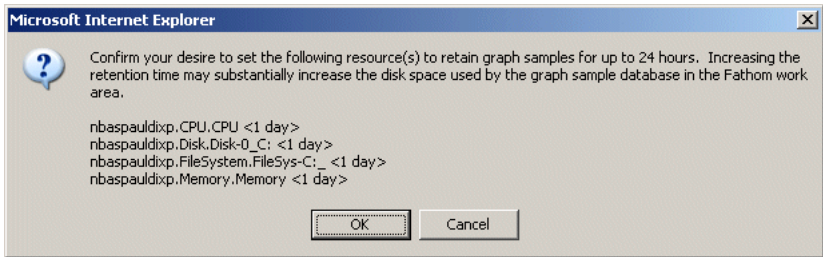 Microsoft Internet Explorer
Confirm your desire to set the following resource(s) to retain graph samples for up to 24 hours.  Increasing the
retention time may substantially increase the disk space used by the graph sample database in the Fathom work
area.
nbaspauldixp.CPU.CPU <1 day>
nbaspauldixp.Disk.Disk-0_C: <1 day>
nbaspauldixp.FileSystem.FileSys-C:_ <1 day>
nbaspauldixp.Memory.Memory <1 day>
OK
Cancel